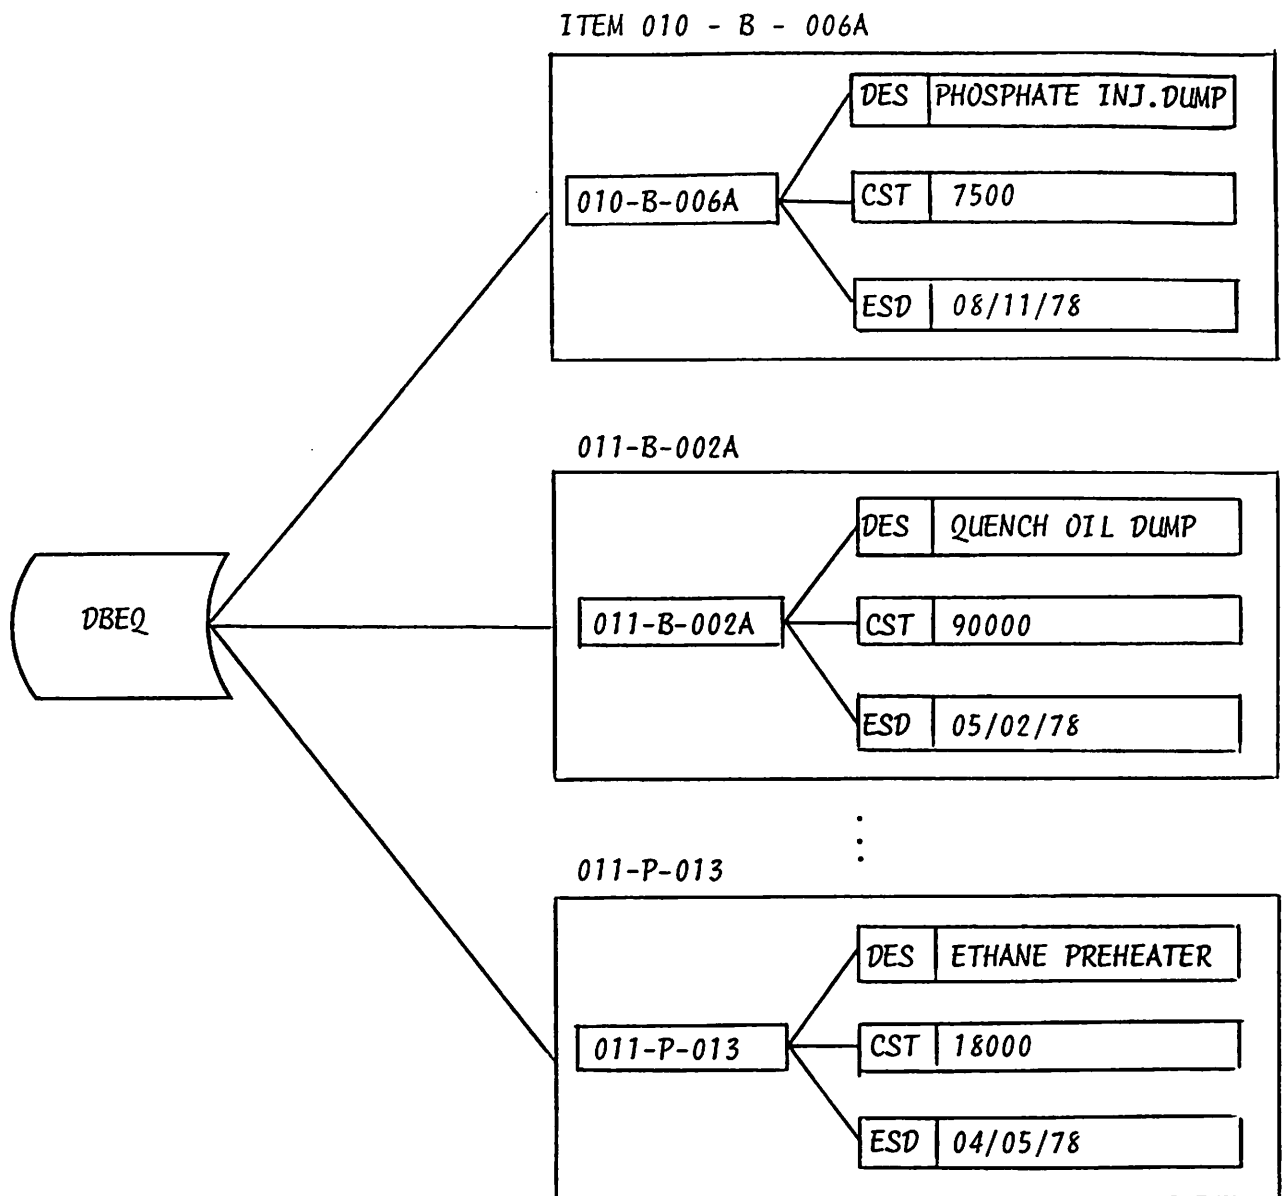 ITEM 010 - B - 006A
DES PHOSPHATE INJ.DUMP
010-B-006A
CST 7500
ESD 08/11/78
011-B-002A
DES QUENCH OIL DUMP
DBEQ
011-B-002A
CST 90000
ESD 05/02/78
011-P-013
DES ETHANE PREHEATER
011-P-013
CST 18000
ESD 04/05/78